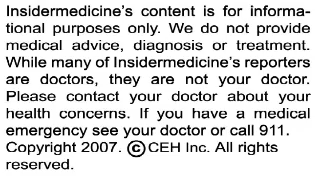 Insidermedicine's content is for informa-
tional purposes only. We do not provide
medical advice, diagnosis or treatment.
While many of Insidermedicine's reporters
are doctors, they are not your doctor.
Please contact your doctor about your
health concerns. If you have a medical
emergency see your doctor or call 911.
Copyright 2007. ©CEH Inc. All rights
reserved.